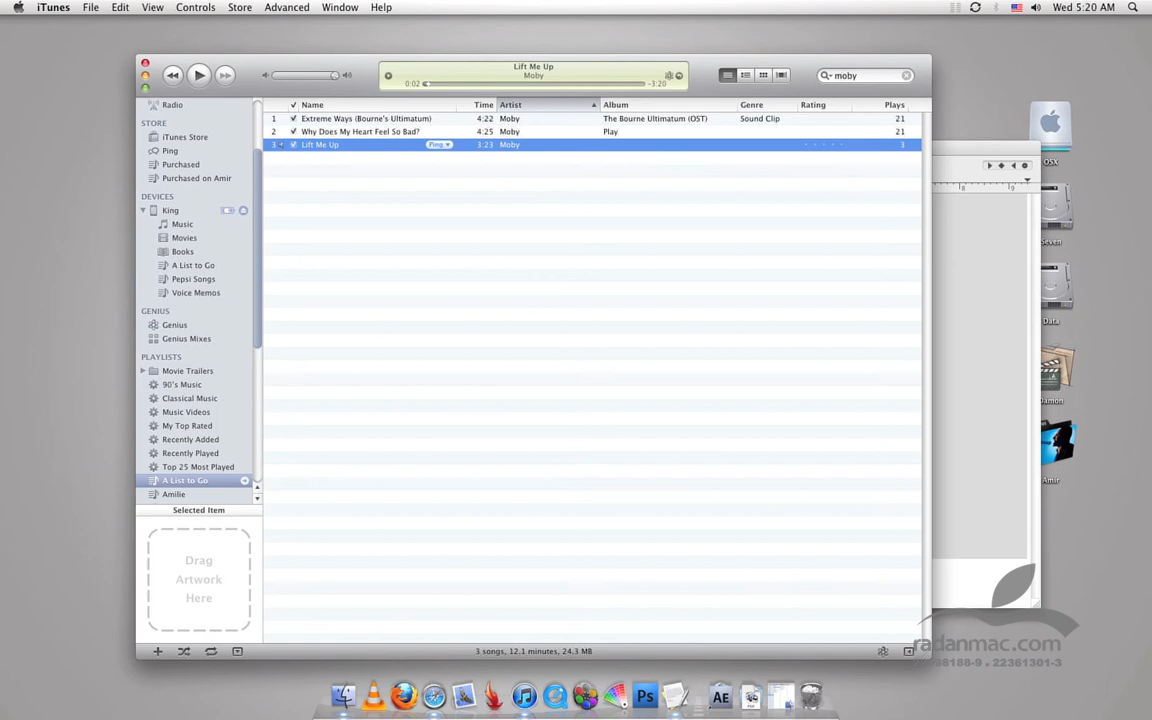 iTunes File Edit View Controls Store Advanced Window Help Wed 5:20 AM
Lift Me Up
Moby
0:02 -3:20
moby
Radio
STORE
iTunes Store
Ping
Purchased
Purchased on Amir
DEVICES
King
Music
Movies
Books
A List to Go
Pepsi Songs
Voice Memos
GENIUS
Genius
Genius Mixes
PLAYLISTS
Movie Trailers
90's Music
Classical Music
Music Videos
My Top Rated
Recently Added
Recently Played
Top 25 Most Played
A List to Go
Amilie
Selected Item
Drag
Artwork
Here
Name Time Artist Album Genre Rating Plays
1 Extreme Ways (Bourne's Ultimatum) 4:22 Moby The Bourne Ultimatum (OST) Sound Clip 21
2 Why Does My Heart Feel So Bad? 4:25 Moby Play 21
3 Lift Me Up Ping 3:23 Moby 3
3 songs, 12.1 minutes, 24.3 MB
8 9
OSX
Seven
Data
Damon
Amir
radanmac.com
22361301-3
Ps
AE